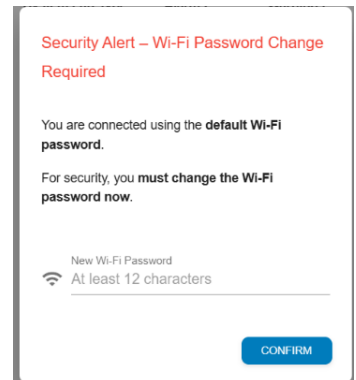 Security Alert – Wi-Fi Password Change
Required
You are connected using the default Wi-Fi
password.
For security, you must change the Wi-Fi
password now.
New Wi-Fi Password
At least 12 characters
CONFIRM